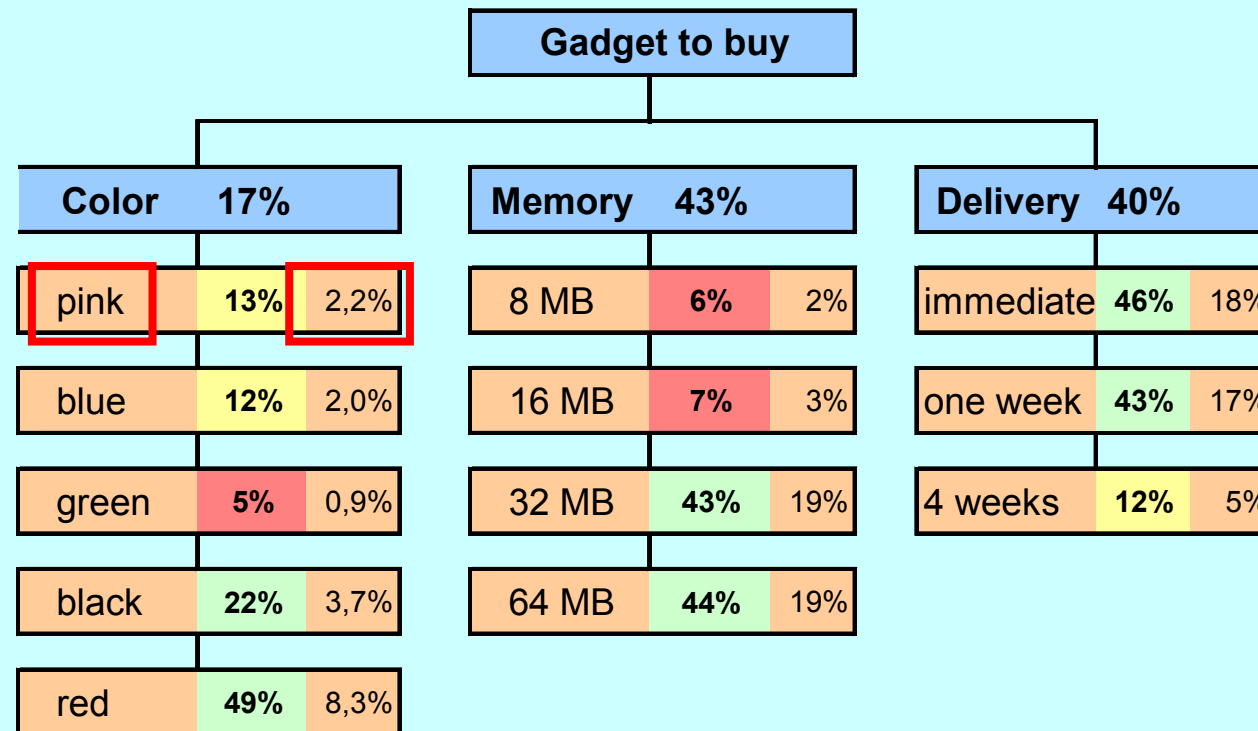 Gadget to buy
Color 17%
pink 13% 2,2%
blue 12% 2,0%
green 5% 0,9%
black 22% 3,7%
red 49% 8,3%
Memory 43%
8 MB 6% 2%
16 MB 7% 3%
32 MB 43% 19%
64 MB 44% 19%
Delivery 40%
immediate 46% 18%
one week 43% 17%
4 weeks 12% 5%